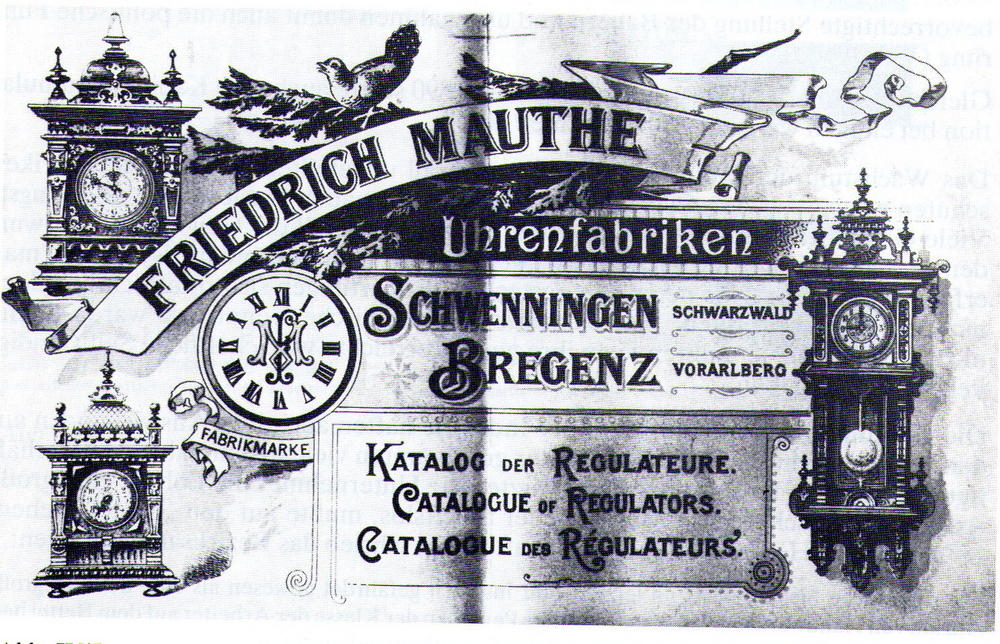 FRIEDRICH MAUTHE
Uhrenfabriken
SCHWENNINGEN SCHWARZWALD
BREGENZ VORARLBERG
FABRIKMARKE
KATALOG DER REGULATEURE.
CATALOGUE OF REGULATORS.
CATALOGUE DES RÉGULATEURS.